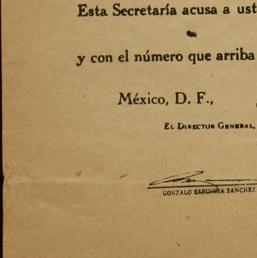 Esta Secretaría acusa a ust
y con el número que arriba
México, D. F.,
EL DIRECTOR GENERAL,
GONZALO ESPINOSA SANCHEZ